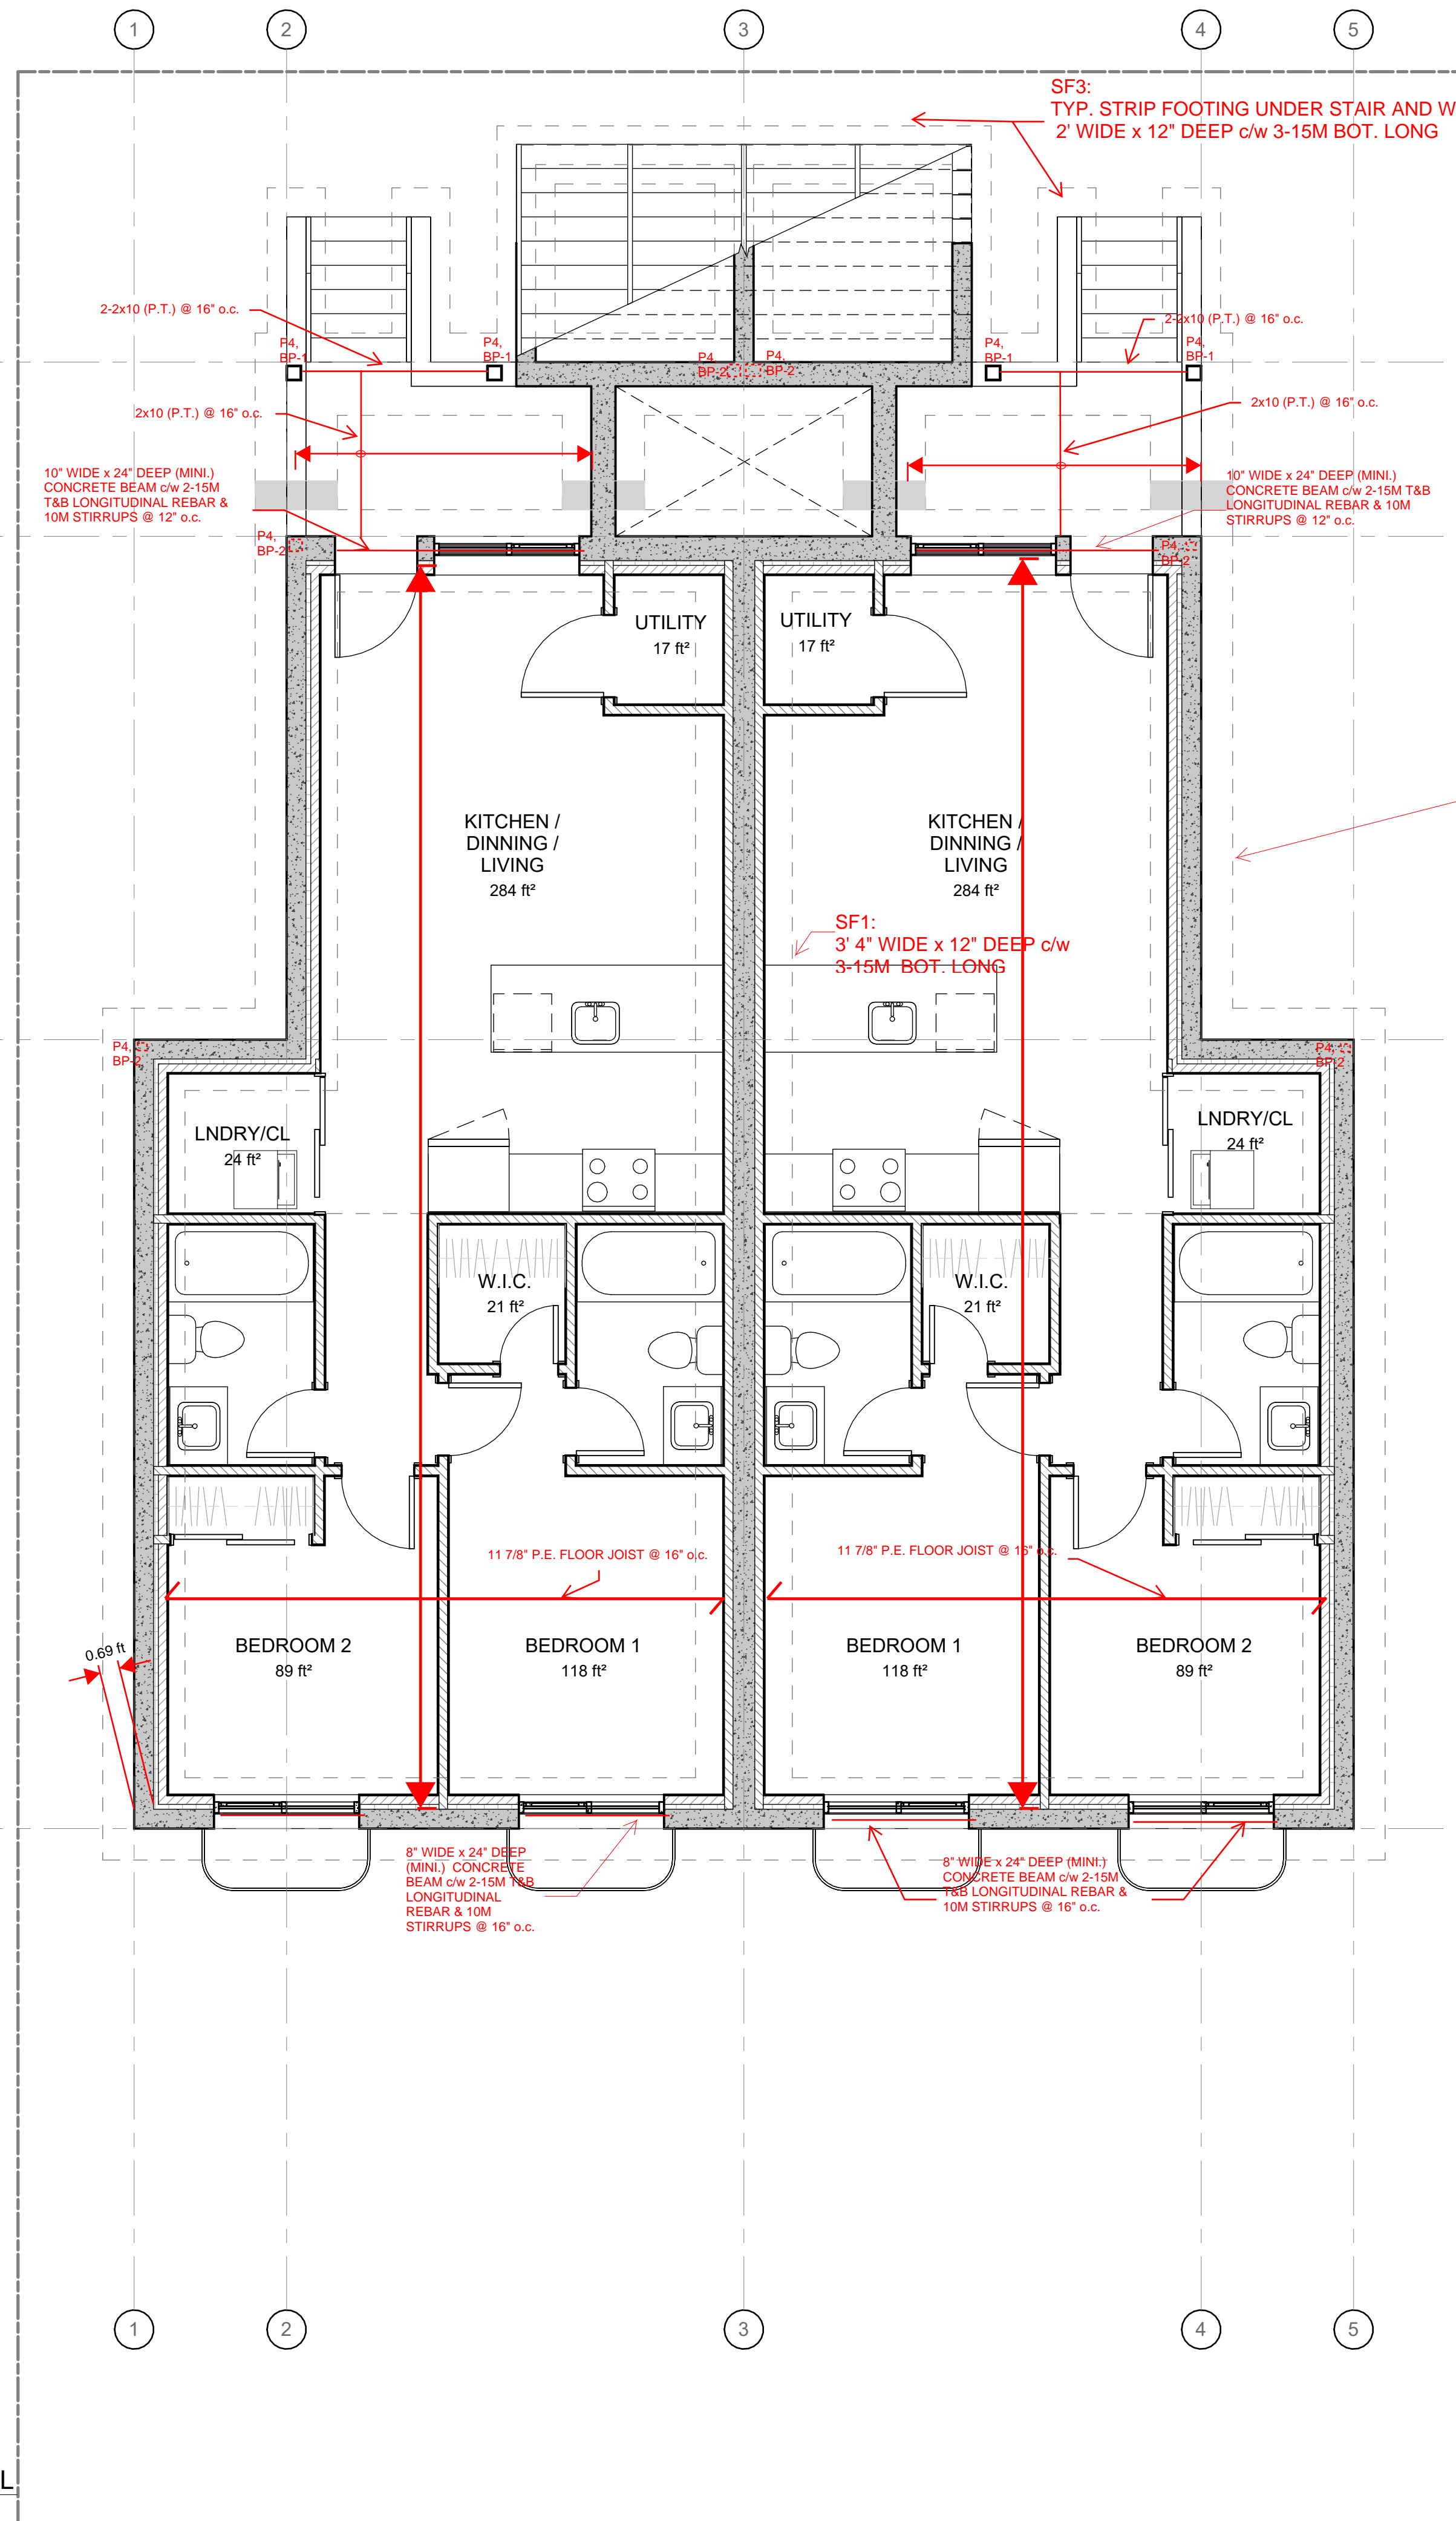 1
2
3
4
5
SF3:
TYP. STRIP FOOTING UNDER STAIR AND W
2' WIDE x 12" DEEP c/w 3-15M BOT. LONG
2-2x10 (P.T.) @ 16" o.c.
2-2x10 (P.T.) @ 16" o.c.
P4,
BP-1
P4,
BP-1
P4,
BP-2
P4,
BP-2
P4,
BP-1
P4,
BP-1
2x10 (P.T.) @ 16" o.c.
2x10 (P.T.) @ 16" o.c.
10" WIDE x 24" DEEP (MINI.)
CONCRETE BEAM c/w 2-15M
T&B LONGITUDINAL REBAR &
10M STIRRUPS @ 12" o.c.
10" WIDE x 24" DEEP (MINI.)
CONCRETE BEAM c/w 2-15M T&B
LONGITUDINAL REBAR & 10M
STIRRUPS @ 12" o.c.
P4,
BP-2
P4,
BP-2
UTILITY
17 ft²
UTILITY
17 ft²
KITCHEN /
DINNING /
LIVING
284 ft²
KITCHEN /
DINNING /
LIVING
284 ft²
SF1:
3' 4" WIDE x 12" DEEP c/w
3-15M BOT. LONG
P4,
BP-2
P4,
BP-2
LNDRY/CL
24 ft²
LNDRY/CL
24 ft²
W.I.C.
21 ft²
W.I.C.
21 ft²
11 7/8" P.E. FLOOR JOIST @ 16" o.c.
11 7/8" P.E. FLOOR JOIST @ 16" o.c.
0.69 ft
BEDROOM 2
89 ft²
BEDROOM 1
118 ft²
BEDROOM 1
118 ft²
BEDROOM 2
89 ft²
8" WIDE x 24" DEEP
(MINI.) CONCRETE
BEAM c/w 2-15M T&B
LONGITUDINAL
REBAR & 10M
STIRRUPS @ 16" o.c.
8" WIDE x 24" DEEP (MINI.)
CONCRETE BEAM c/w 2-15M
T&B LONGITUDINAL REBAR &
10M STIRRUPS @ 16" o.c.
1
2
3
4
5
L